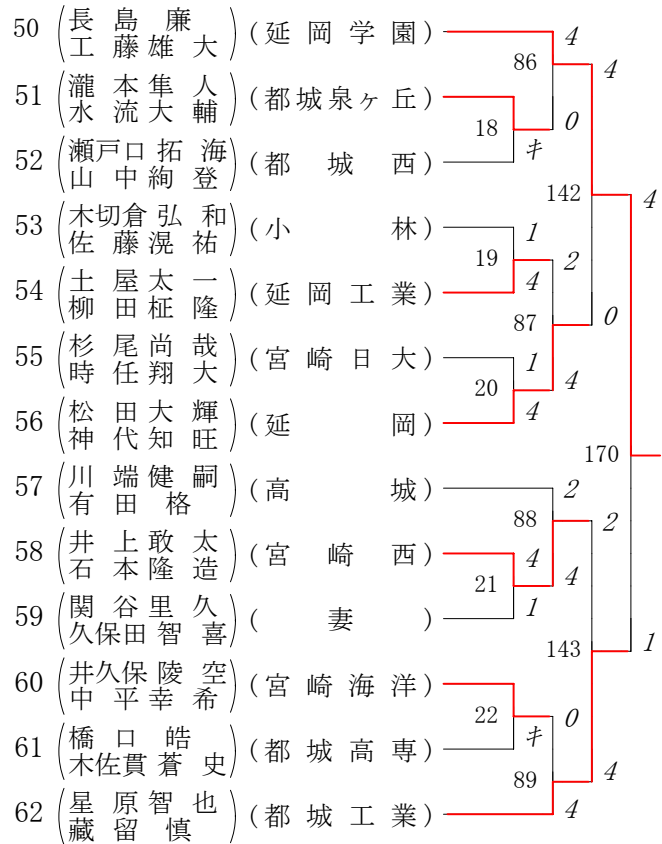 50 長島廉 工藤雄大 (延岡学園) 4
86 4
51 瀧本隼人 水流大輔 (都城泉ヶ丘)
18 0
52 瀬戸口拓海 山中絢登 (都城西) キ
142 4
53 木切倉弘和 佐藤滉祐 (小林) 1
19 2
54 土屋太一 柳田柾隆 (延岡工業) 4
87 0
55 杉尾尚哉 時任翔大 (宮崎日大) 1
20 4
56 松田大輝 神代知旺 (延岡) 4
170
57 川端健嗣 有田格 (高城) 2
88 2
58 井上敢太 石本隆造 (宮崎西) 4
21 4
59 関谷里久 久保田智喜 (妻) 1
143 1
60 井久保陵空 中平幸希 (宮崎海洋)
22 0
61 橋口皓 木佐貫蒼史 (都城高専) キ
89 4
62 星原智也 藏留慎 (都城工業) 4